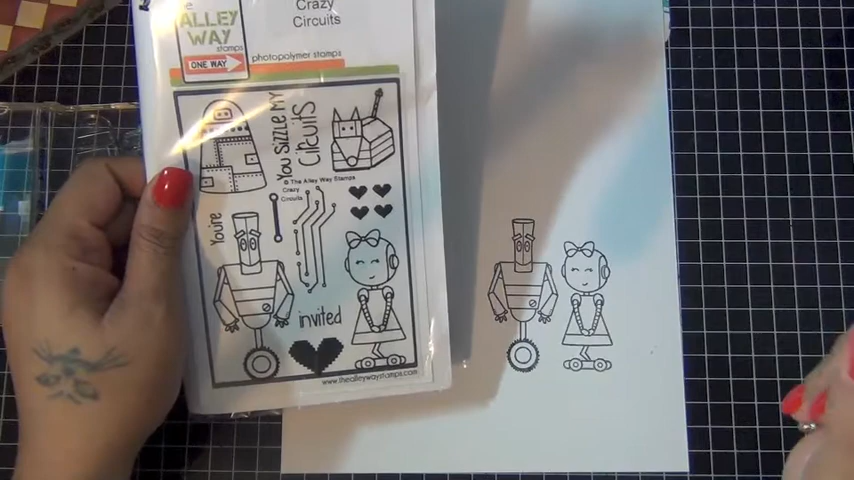 Crazy
Circuits
ALLEY
WAY
stamps
ONE WAY
photopolymer stamps
YOU SIZZLE MY
CIRCUITS
© The Alley Way Stamps
Crazy
Circuits
You're
invited
www.thealleywaystamps.com